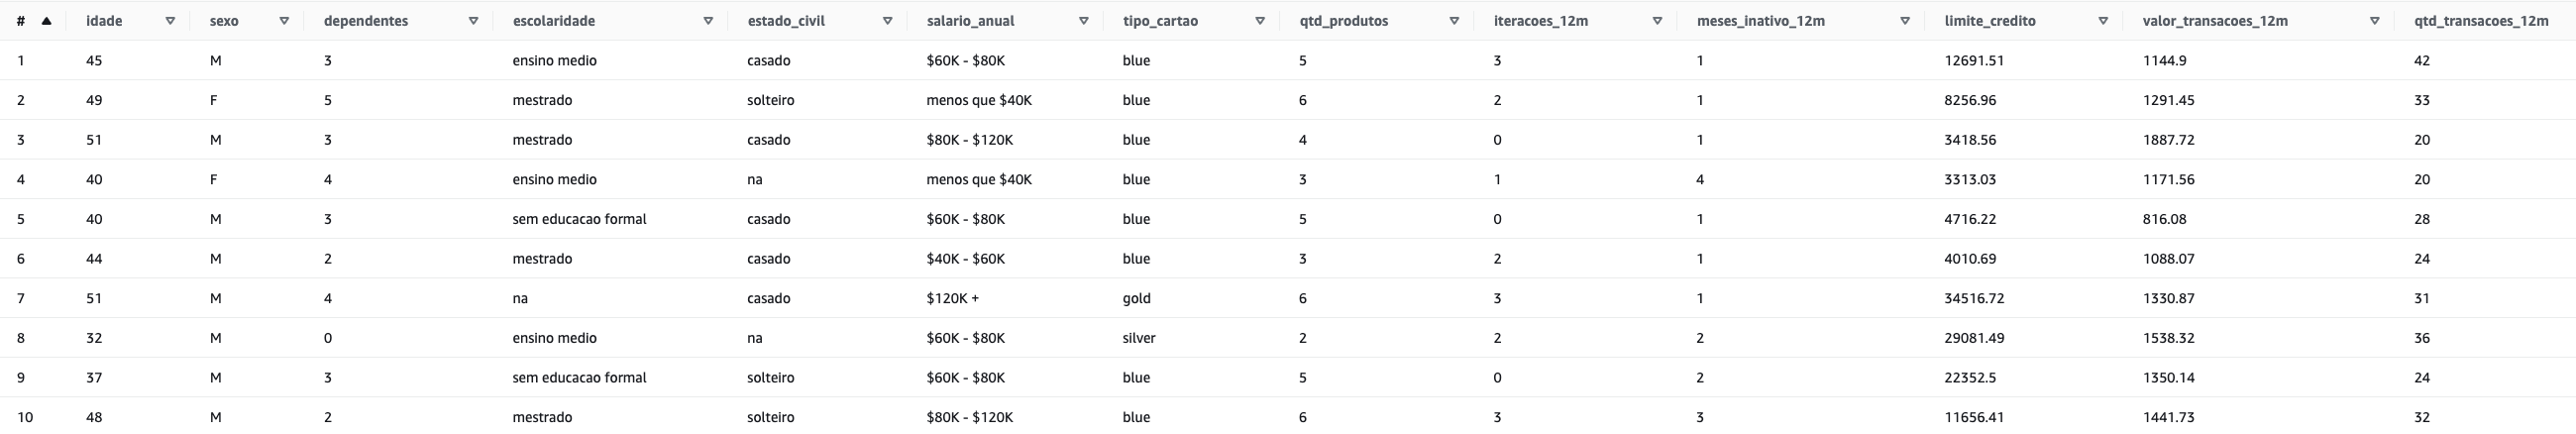 # idade sexo dependentes escolaridade estado_civil salario_anual tipo_cartao qtd_produtos iteracoes_12m meses_inativo_12m limite_credito valor_transacoes_12m qtd_transacoes_12m
1 45 M 3 ensino medio casado $60K - $80K blue 5 3 1 12691.51 1144.9 42
2 49 F 5 mestrado solteiro menos que $40K blue 6 2 1 8256.96 1291.45 33
3 51 M 3 mestrado casado $80K - $120K blue 4 0 1 3418.56 1887.72 20
4 40 F 4 ensino medio na menos que $40K blue 3 1 4 3313.03 1171.56 20
5 40 M 3 sem educacao formal casado $60K - $80K blue 5 0 1 4716.22 816.08 28
6 44 M 2 mestrado casado $40K - $60K blue 3 2 1 4010.69 1088.07 24
7 51 M 4 na casado $120K + gold 6 3 1 34516.72 1330.87 31
8 32 M 0 ensino medio na $60K - $80K silver 2 2 2 29081.49 1538.32 36
9 37 M 3 sem educacao formal solteiro $60K - $80K blue 5 0 2 22352.5 1350.14 24
10 48 M 2 mestrado solteiro $80K - $120K blue 6 3 3 11656.41 1441.73 32